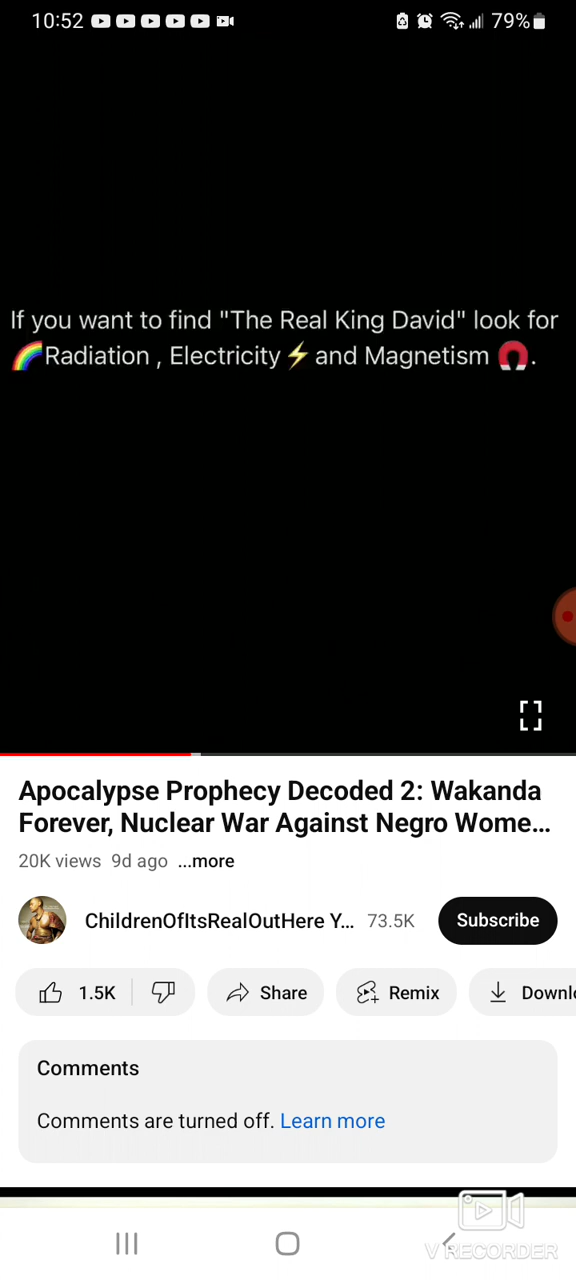 10:52
79%
If you want to find "The Real King David" look for
🌈Radiation , Electricity⚡and Magnetism 🧲.
Apocalypse Prophecy Decoded 2: Wakanda
Forever, Nuclear War Against Negro Wome...
20K views 9d ago ...more
ChildrenOfItsRealOutHere Y... 73.5K Subscribe
1.5K Share Remix Downlo
Comments
Comments are turned off. Learn more
V RECORDER